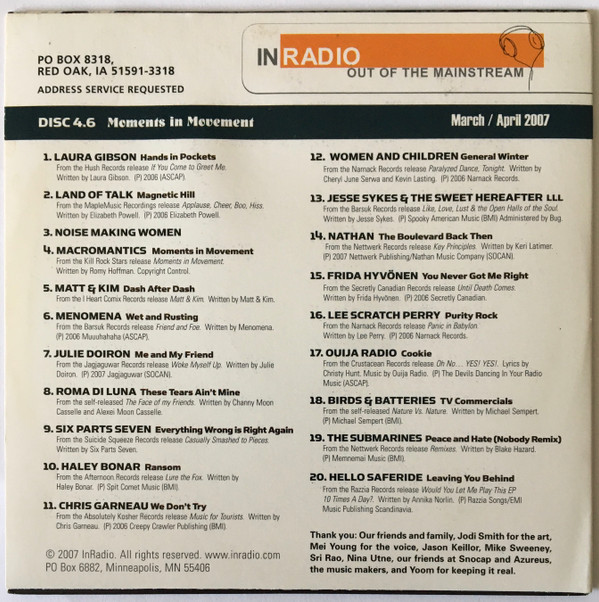 PO BOX 8318,
RED OAK, IA 51591-3318
ADDRESS SERVICE REQUESTED
INRADIO
OUT OF THE MAINSTREAM
DISC 4.6 Moments in Movement
March / April 2007
1. LAURA GIBSON Hands in Pockets
From the Hush Records release If You Come to Greet Me.
Written by Laura Gibson. (P) 2006 (ASCAP).
2. LAND OF TALK Magnetic Hill
From the MapleMusic Recordings release Applause, Cheer, Boo, Hiss.
Written by Elizabeth Powell. (P) 2006 Elizabeth Powell.
3. NOISE MAKING WOMEN
4. MACROMANTICS Moments in Movement
From the Kill Rock Stars release Moments in Movement.
Written by Romy Hoffman. Copyright Control.
5. MATT & KIM Dash After Dash
From the I Heart Comix Records release Matt & Kim. Written by Matt & Kim.
6. MENOMENA Wet and Rusting
From the Barsuk Records release Friend and Foe. Written by Menomena.
(P) 2006 Muuuhahaha (ASCAP).
7. JULIE DOIRON Me and My Friend
From the Jagjaguwar Records release Woke Myself Up. Written by Julie
Doiron. (P) 2007 Jagjaguwar (SOCAN).
8. ROMA DI LUNA These Tears Ain't Mine
From the self-released The Face of my Friends. Written by Channy Moon
Casselle and Alexei Moon Casselle.
9. SIX PARTS SEVEN Everything Wrong is Right Again
From the Suicide Squeeze Records release Casually Smashed to Pieces.
Written by Six Parts Seven.
10. HALEY BONAR Ransom
From the Afternoon Records release Lure the Fox. Written by
Haley Bonar. (P) Spit Comet Music (BMI).
11. CHRIS GARNEAU We Don't Try
From the Absolutely Kosher Records release Music for Tourists. Written by
Chris Garneau. (P) 2006 Creepy Crawler Publishing (BMI).
© 2007 InRadio. All rights reserved. www.inradio.com
PO Box 6882, Minneapolis, MN 55406
12. WOMEN AND CHILDREN General Winter
From the Narnack Records release Paralyzed Dance, Tonight. Written by
Cheryl June Serwa and Kevin Lasting. (P) 2006 Narnack Records.
13. JESSE SYKES & THE SWEET HEREAFTER LLL
From the Barsuk Records release Like, Love, Lust & the Open Halls of the Soul.
Written by Jesse Sykes. (P) Spooky American Music (BMI) Administered by Bug.
14. NATHAN The Boulevard Back Then
From the Nettwerk Records release Key Principles. Written by Keri Latimer.
(P) 2007 Nettwerk Publishing/Nathan Music Company (SOCAN).
15. FRIDA HYVÖNEN You Never Got Me Right
From the Secretly Canadian Records release Until Death Comes.
Written by Frida Hyvönen. (P) 2006 Secretly Canadian.
16. LEE SCRATCH PERRY Purity Rock
From the Narnack Records release Panic in Babylon.
Written by Lee Perry. (P) 2006 Narnack Records.
17. OUIJA RADIO Cookie
From the Crustacean Records release Oh No... YES! YES!. Lyrics by
Christy Hunt. Music by Ouija Radio. (P) The Devils Dancing In Your Radio
Music (ASCAP).
18. BIRDS & BATTERIES TV Commercials
From the self-released Nature Vs. Nature. Written by Michael Sempert.
(P) Michael Sempert (BMI).
19. THE SUBMARINES Peace and Hate (Nobody Remix)
From the Nettwerk Records release Remixes. Written by Blake Hazard.
(P) Memnemai Music (BMI).
20. HELLO SAFERIDE Leaving You Behind
From the Razzia Records release Would You Let Me Play This EP
10 Times A Day?. Written by Annika Norlin. (P) Razzia Songs/EMI
Music Publishing Scandinavia.
Thank you: Our friends and family, Jodi Smith for the art,
Mei Young for the voice, Jason Keillor, Mike Sweeney,
Sri Rao, Nina Utne, our friends at Snocap and Azureus,
the music makers, and Yoom for keeping it real.